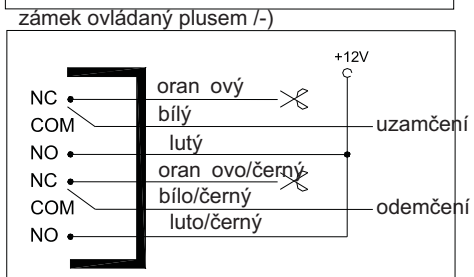 zámek ovládaný plusem /-)
+12V
NC oran ový
COM bílý uzamčení
NO lutý
NC oran ovo/černý
COM bílo/černý odemčení
NO luto/černý